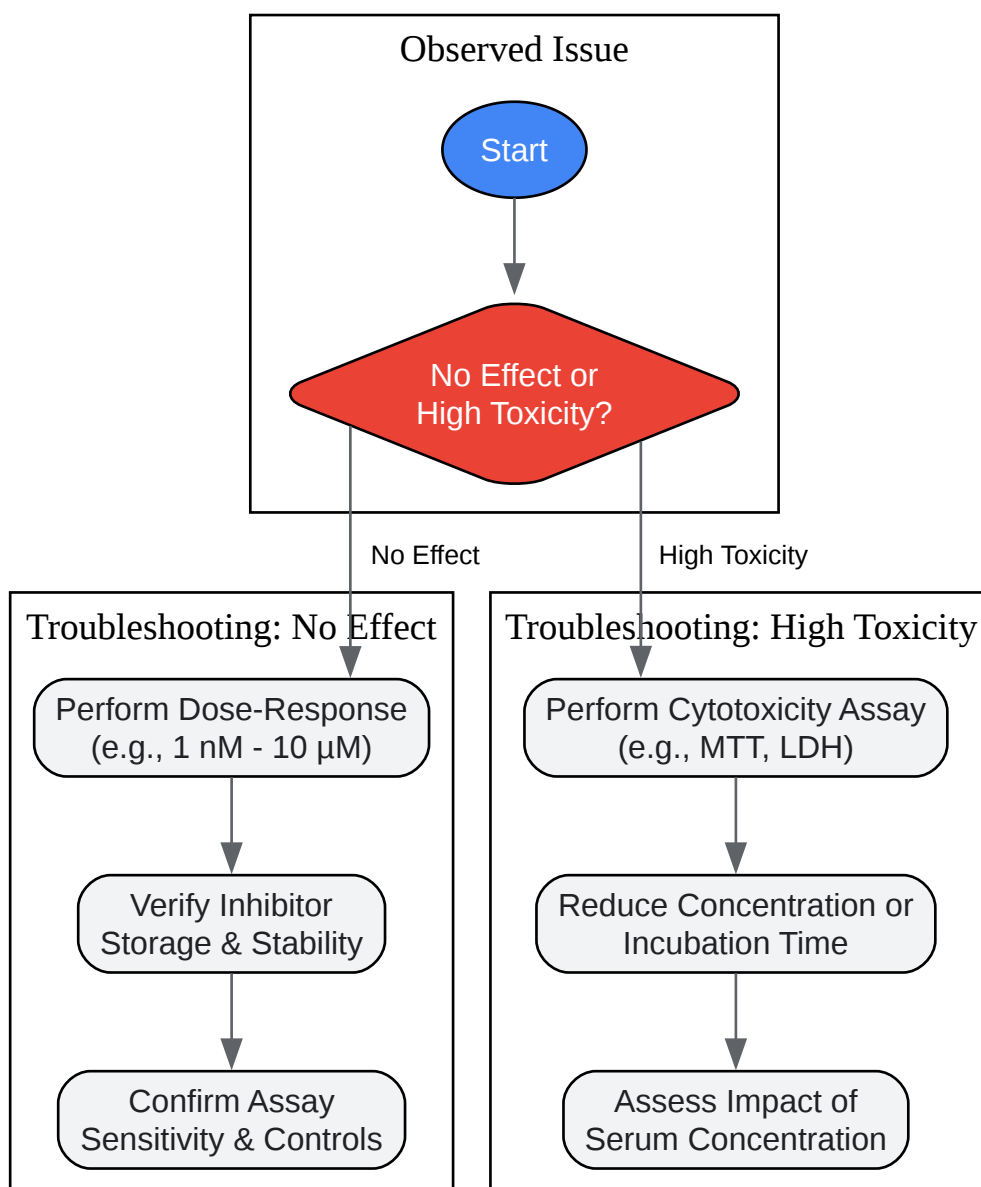 Observed Issue
Start
No Effect or
High Toxicity?
No Effect
High Toxicity
Troubleshooting: No Effect
Perform Dose-Response
(e.g., 1 nM - 10 µM)
Verify Inhibitor
Storage & Stability
Confirm Assay
Sensitivity & Controls
Troubleshooting: High Toxicity
Perform Cytotoxicity Assay
(e.g., MTT, LDH)
Reduce Concentration or
Incubation Time
Assess Impact of
Serum Concentration